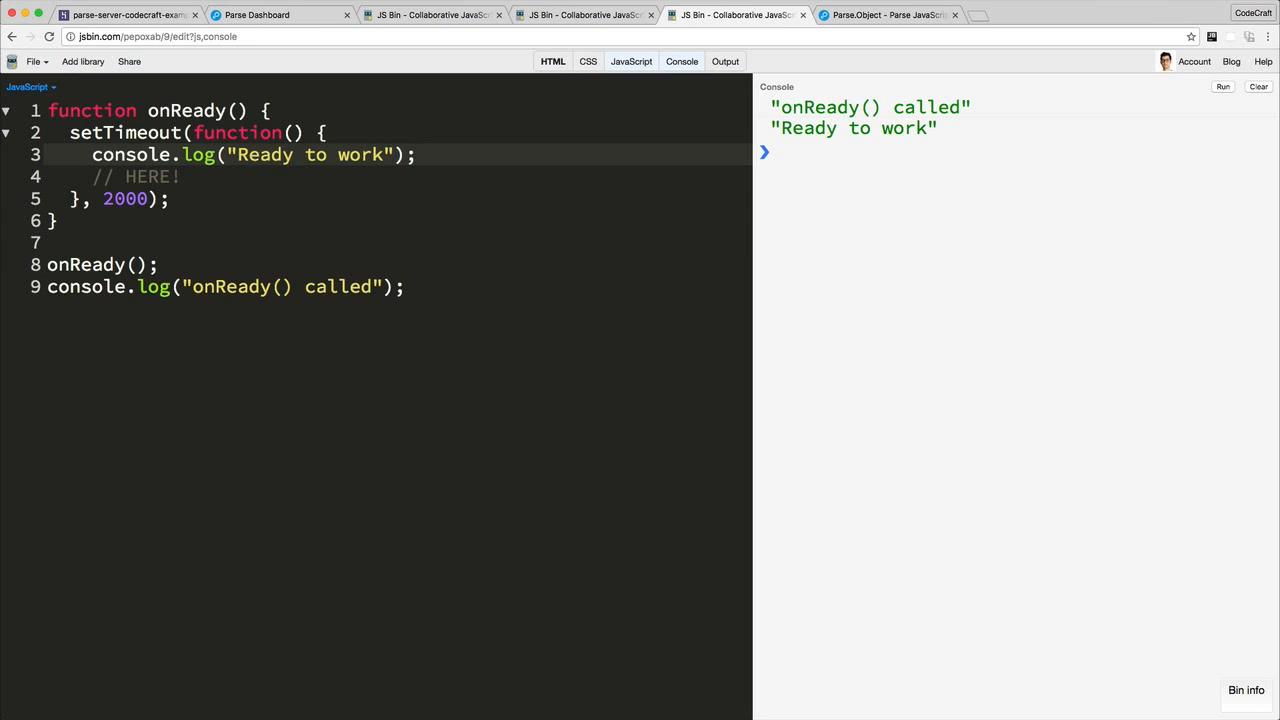 parse-server-codecraft-examp
Parse Dashboard
JS Bin - Collaborative JavaSc
JS Bin - Collaborative JavaSc
JS Bin - Collaborative JavaSc
Parse.Object - Parse JavaScri
CodeCraft
jsbin.com/pepoxab/9/edit?js,console
File
Add library
Share
HTML
CSS
JavaScript
Console
Output
Account
Blog
Help
JavaScript
Console
Run
Clear
1 function onReady() {
2 setTimeout(function() {
3 console.log("Ready to work");
4 // HERE!
5 }, 2000);
6 }
7
8 onReady();
9 console.log("onReady() called");
"onReady() called"
"Ready to work"
Bin info